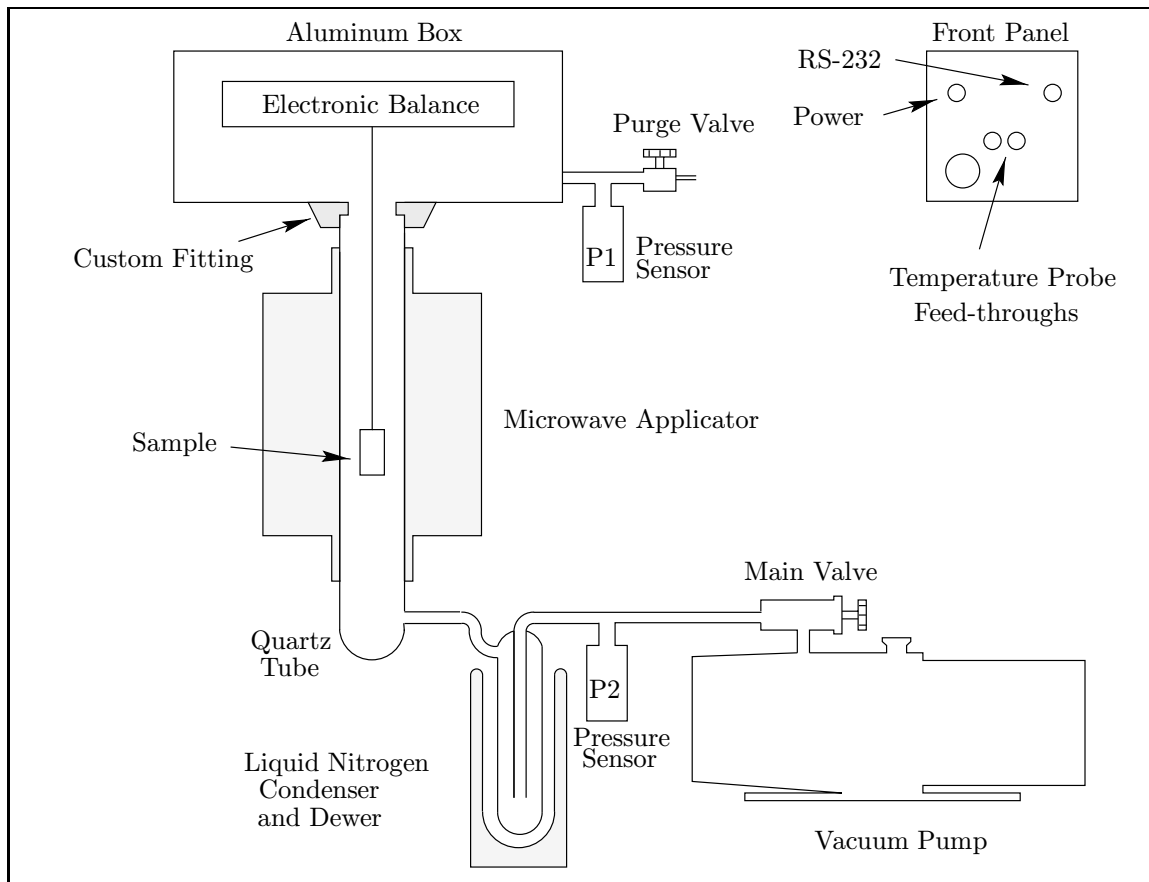 Aluminum Box
Front Panel
RS-232
Electronic Balance
Power
Purge Valve
P1
Pressure
Sensor
Custom Fitting
Temperature Probe
Feed-throughs
Microwave Applicator
Sample
Main Valve
Quartz
Tube
P2
Pressure
Sensor
Liquid Nitrogen
Condenser
and Dewer
Vacuum Pump